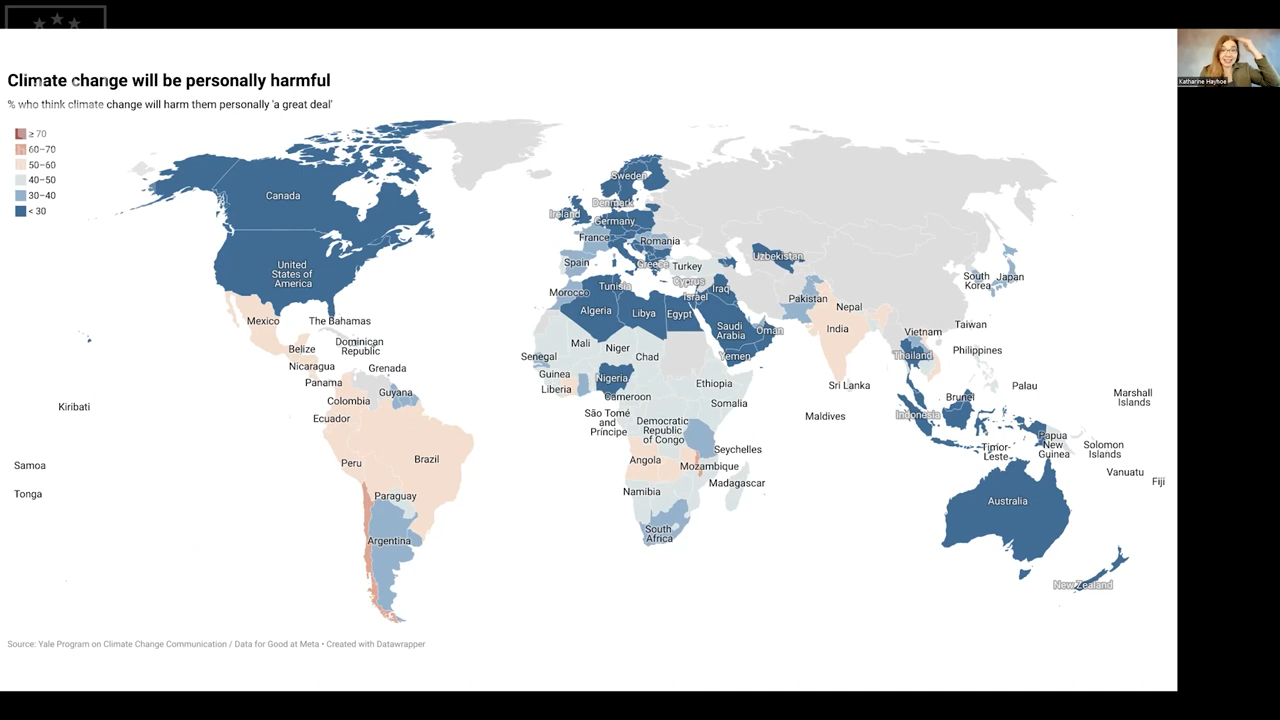 Climate change will be personally harmful
% who think climate change will harm them personally 'a great deal'
≥ 70
60–70
50–60
40–50
30–40
< 30
Katharine Hayhoe
Canada
United
States of
America
Mexico
The Bahamas
Belize
Dominican
Republic
Nicaragua
Grenada
Panama
Guyana
Colombia
Ecuador
Peru
Brazil
Paraguay
Argentina
Kiribati
Samoa
Tonga
Sweden
Denmark
Ireland
Germany
France
Romania
Spain
Greece
Turkey
Cyprus
Uzbekistan
Morocco
Tunisia
Algeria
Libya
Egypt
Israel
Iraq
Saudi
Arabia
Oman
Yemen
Senegal
Mali
Niger
Chad
Guinea
Liberia
Nigeria
Cameroon
Ethiopia
Somalia
São Tomé
and
Príncipe
Democratic
Republic
of Congo
Seychelles
Angola
Mozambique
Madagascar
Namibia
South
Africa
Pakistan
Nepal
India
Sri Lanka
Maldives
South
Korea
Japan
Taiwan
Vietnam
Thailand
Philippines
Palau
Brunei
Indonesia
Timor-
Leste
Papua
New
Guinea
Solomon
Islands
Marshall
Islands
Vanuatu
Fiji
Australia
New Zealand
Source: Yale Program on Climate Change Communication / Data for Good at Meta • Created with Datawrapper